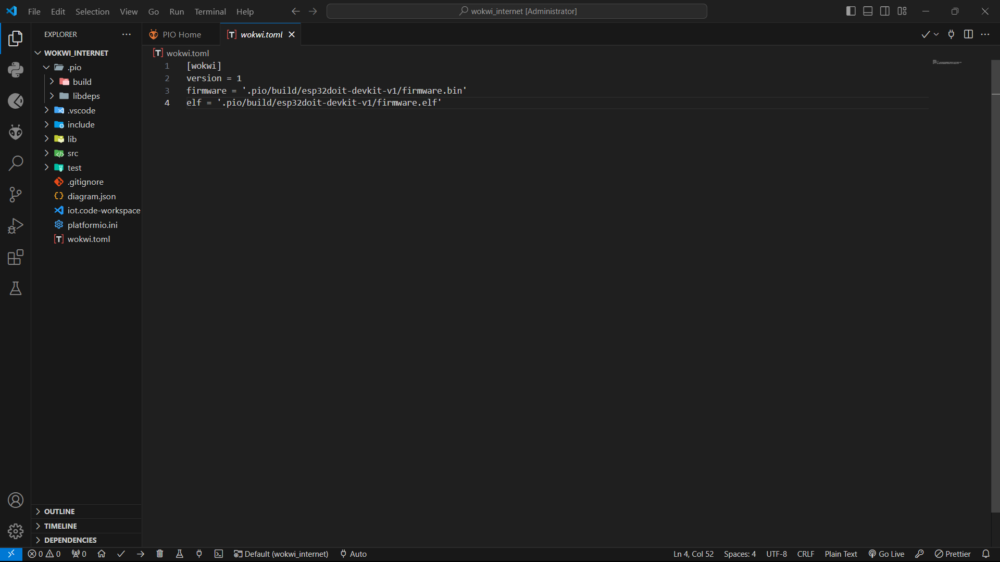 File Edit Selection View Go Run Terminal Help
wokwi_internet [Administrator]
EXPLORER
PIO Home
wokwi.toml
WOKWI_INTERNET
.pio
build
libdeps
.vscode
include
lib
src
test
.gitignore
diagram.json
iot.code-workspace
platformio.ini
wokwi.toml
wokwi.toml
1 [wokwi]
2 version = 1
3 firmware = '.pio/build/esp32doit-devkit-v1/firmware.bin'
4 elf = '.pio/build/esp32doit-devkit-v1/firmware.elf'
OUTLINE
TIMELINE
DEPENDENCIES
0 0 0 Default (wokwi_internet) Auto Ln 4, Col 52 Spaces: 4 UTF-8 CRLF Plain Text Go Live Prettier